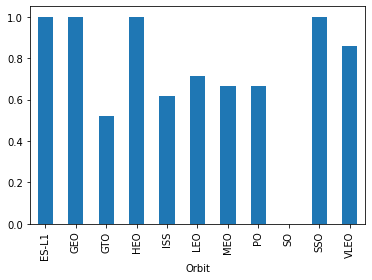 1.0
0.8
0.6
0.4
0.2
0.0
ES-L1
GEO
GTO
HEO
ISS
LEO
MEO
PO
SO
SSO
VLEO
Orbit